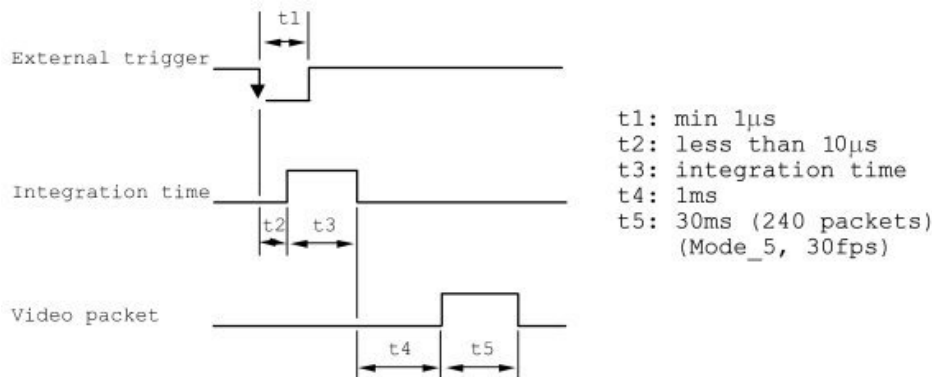 t1
External trigger
t1: min 1µs
t2: less than 10µs
t3: integration time
t4: 1ms
t5: 30ms (240 packets)
(Mode_5, 30fps)
Integration time
t2
t3
Video packet
t4
t5